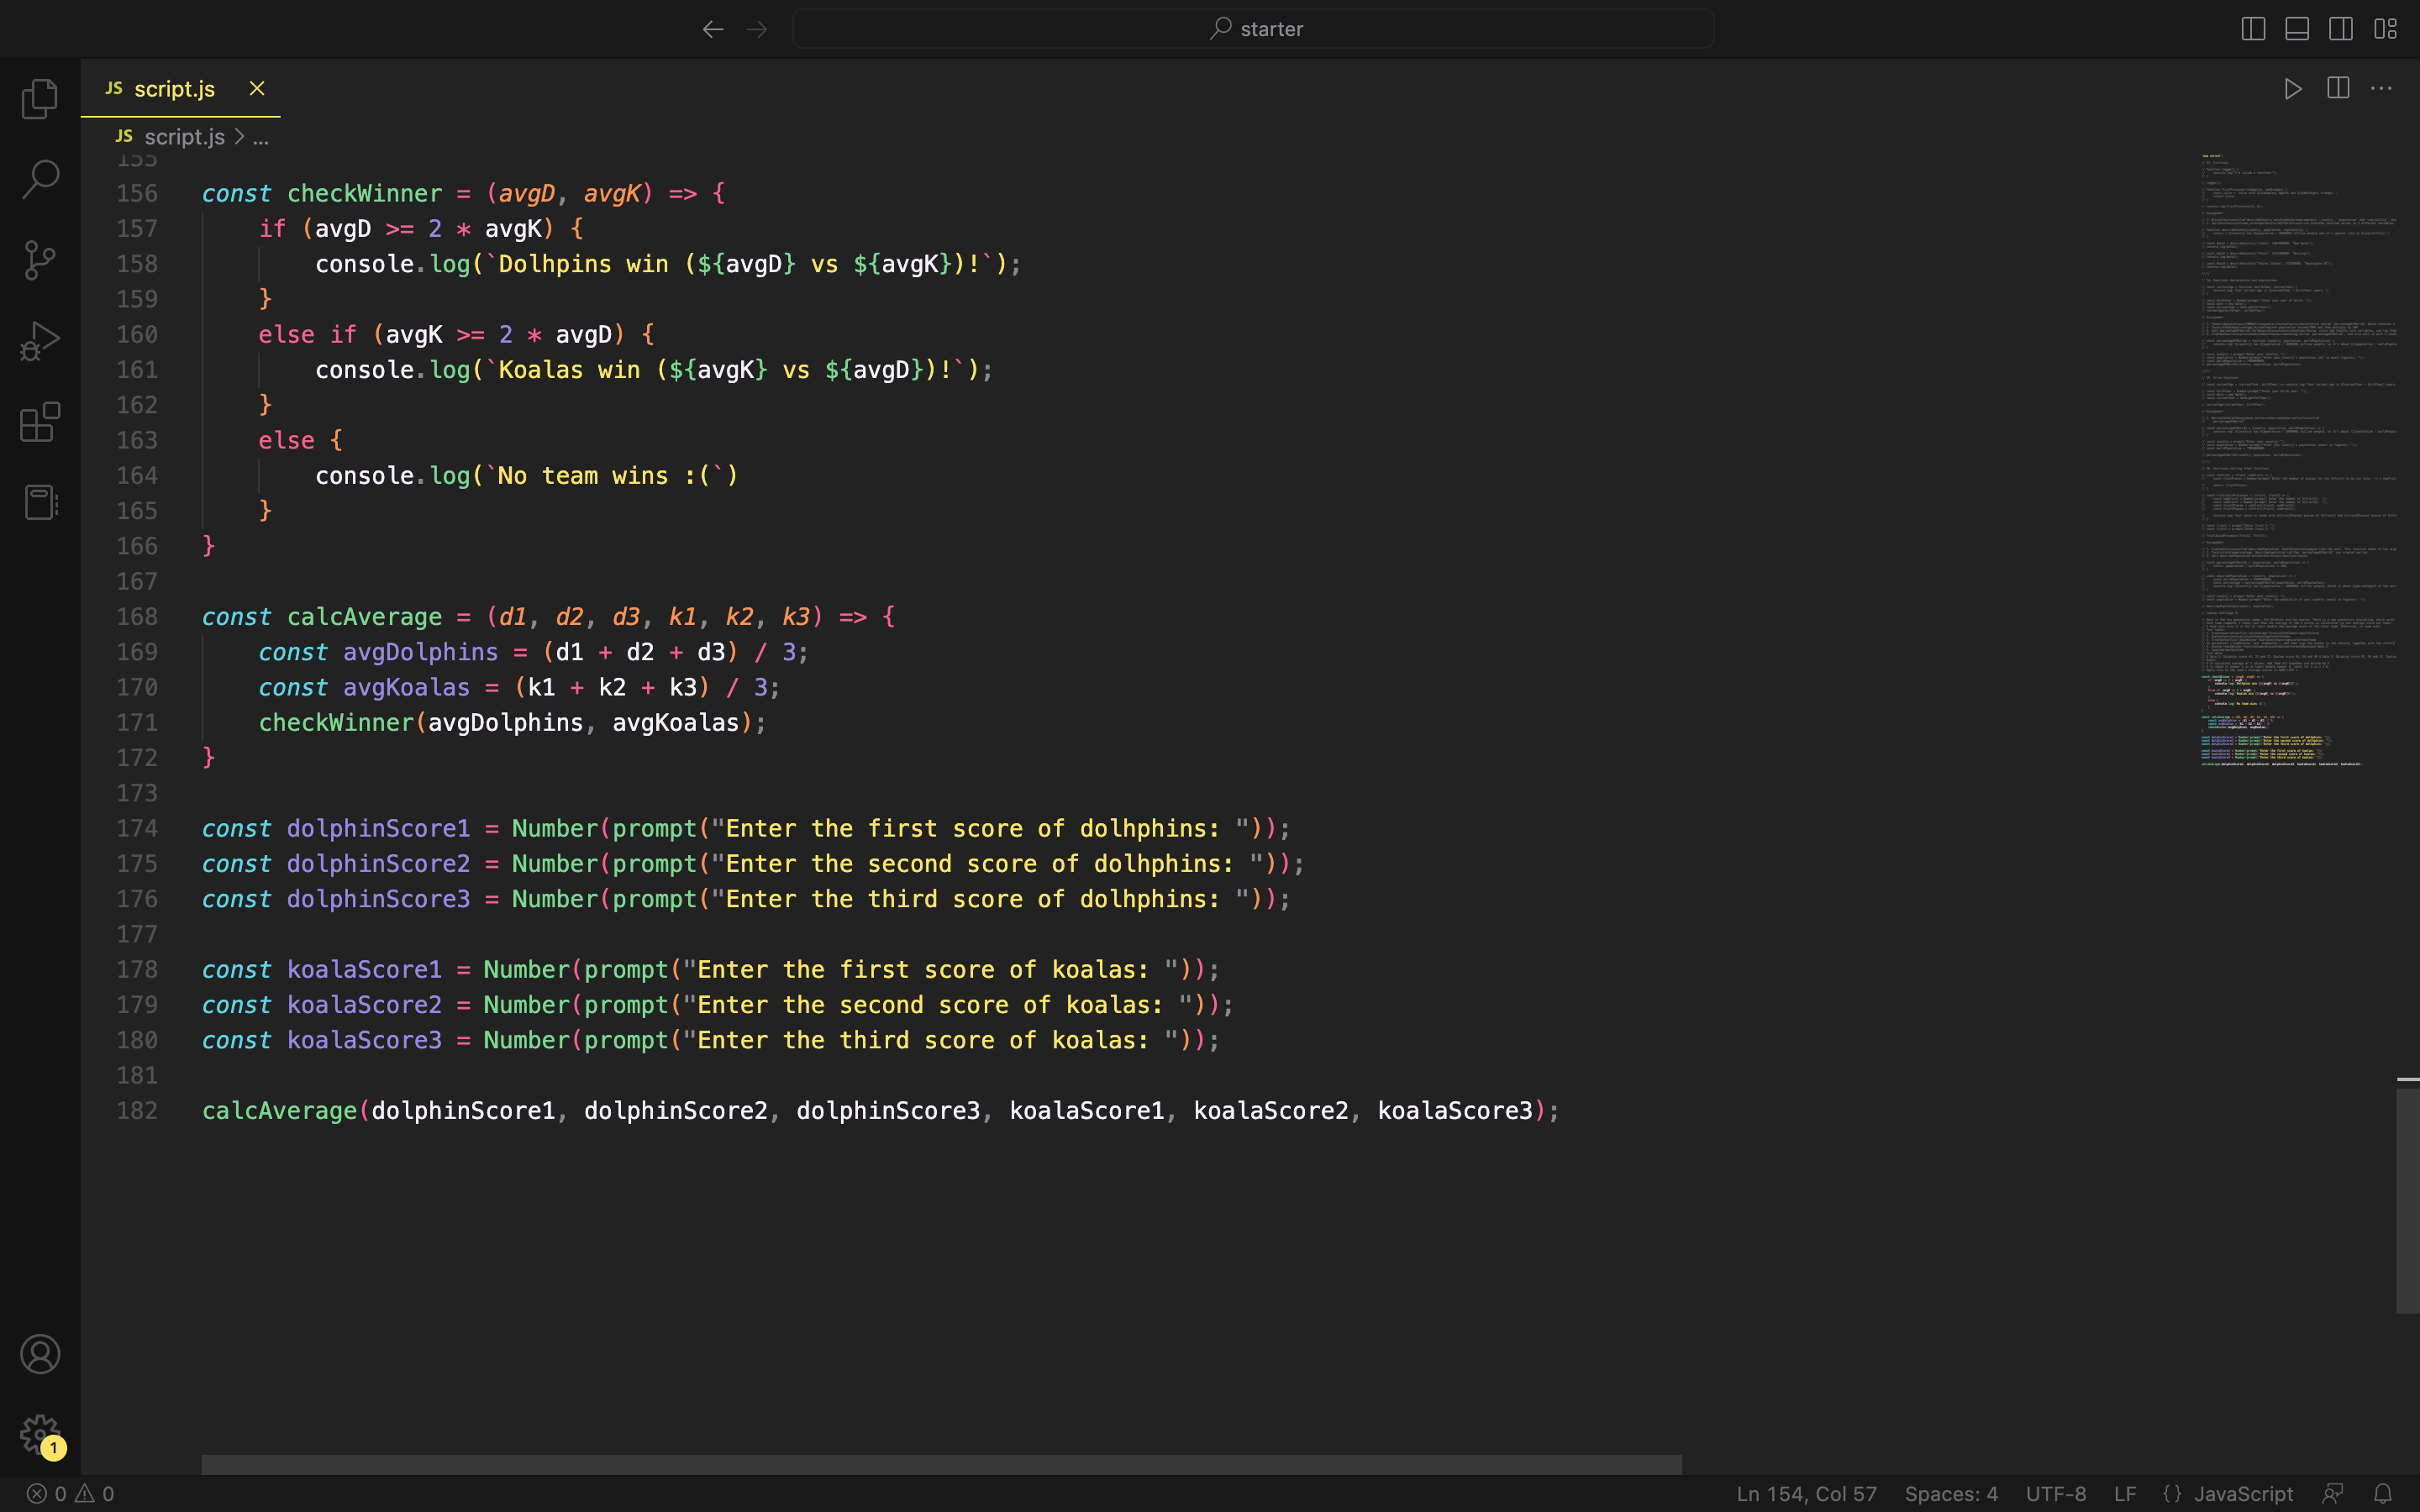 starter
JS script.js
JS script.js > ...
155
156 const checkWinner = (avgD, avgK) => {
157 if (avgD >= 2 * avgK) {
158 console.log(`Dolhpins win (${avgD} vs ${avgK})!`);
159 }
160 else if (avgK >= 2 * avgD) {
161 console.log(`Koalas win (${avgK} vs ${avgD})!`);
162 }
163 else {
164 console.log(`No team wins :(`)
165 }
166 }
167
168 const calcAverage = (d1, d2, d3, k1, k2, k3) => {
169 const avgDolphins = (d1 + d2 + d3) / 3;
170 const avgKoalas = (k1 + k2 + k3) / 3;
171 checkWinner(avgDolphins, avgKoalas);
172 }
173
174 const dolphinScore1 = Number(prompt("Enter the first score of dolhphins: "));
175 const dolphinScore2 = Number(prompt("Enter the second score of dolhphins: "));
176 const dolphinScore3 = Number(prompt("Enter the third score of dolhphins: "));
177
178 const koalaScore1 = Number(prompt("Enter the first score of koalas: "));
179 const koalaScore2 = Number(prompt("Enter the second score of koalas: "));
180 const koalaScore3 = Number(prompt("Enter the third score of koalas: "));
181
182 calcAverage(dolphinScore1, dolphinScore2, dolphinScore3, koalaScore1, koalaScore2, koalaScore3);
1
0 0 Ln 154, Col 57 Spaces: 4 UTF-8 LF {} JavaScript